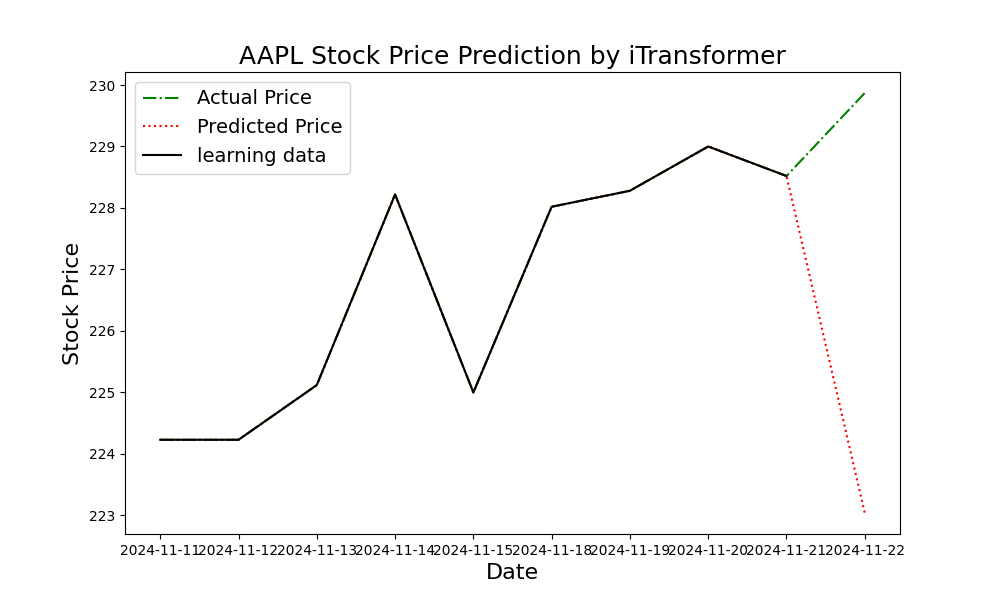 AAPL Stock Price Prediction by iTransformer
Actual Price
Predicted Price
learning data
230
229
228
227
226
225
224
223
Stock Price
2024-11-11 2024-11-12 2024-11-13 2024-11-14 2024-11-15 2024-11-18 2024-11-19 2024-11-20 2024-11-21 2024-11-22
Date